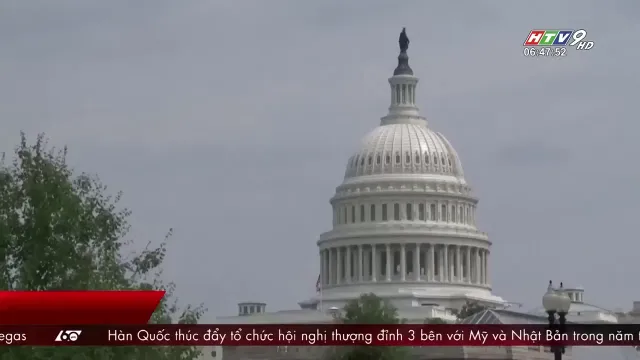 HTV9 HD
06:47:52
egas 60 Hàn Quốc thúc đẩy tổ chức hội nghị thượng đỉnh 3 bên với Mỹ và Nhật Bản trong năm